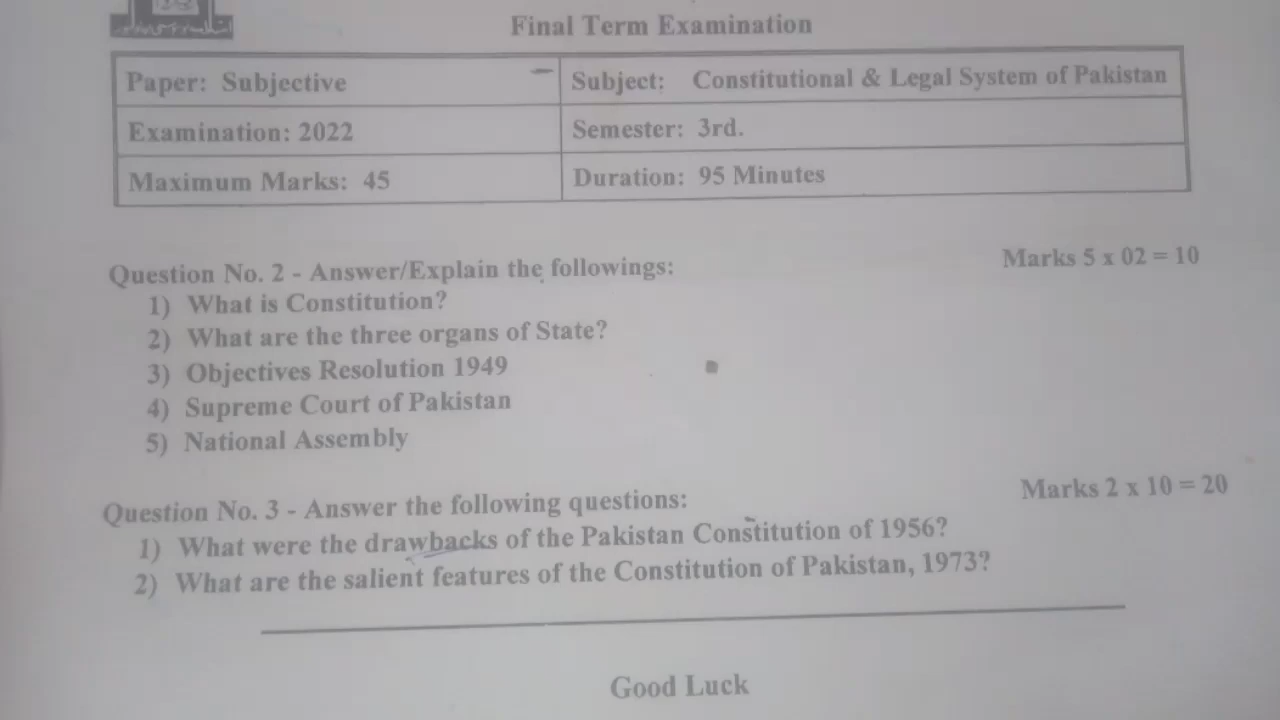 Final Term Examination
Paper: Subjective
Subject: Constitutional & Legal System of Pakistan
Examination: 2022
Semester: 3rd.
Maximum Marks: 45
Duration: 95 Minutes
Question No. 2 - Answer/Explain the followings:
Marks 5 x 02 = 10
1) What is Constitution?
2) What are the three organs of State?
3) Objectives Resolution 1949
4) Supreme Court of Pakistan
5) National Assembly
Question No. 3 - Answer the following questions:
Marks 2 x 10 = 20
1) What were the drawbacks of the Pakistan Constitution of 1956?
2) What are the salient features of the Constitution of Pakistan, 1973?
Good Luck